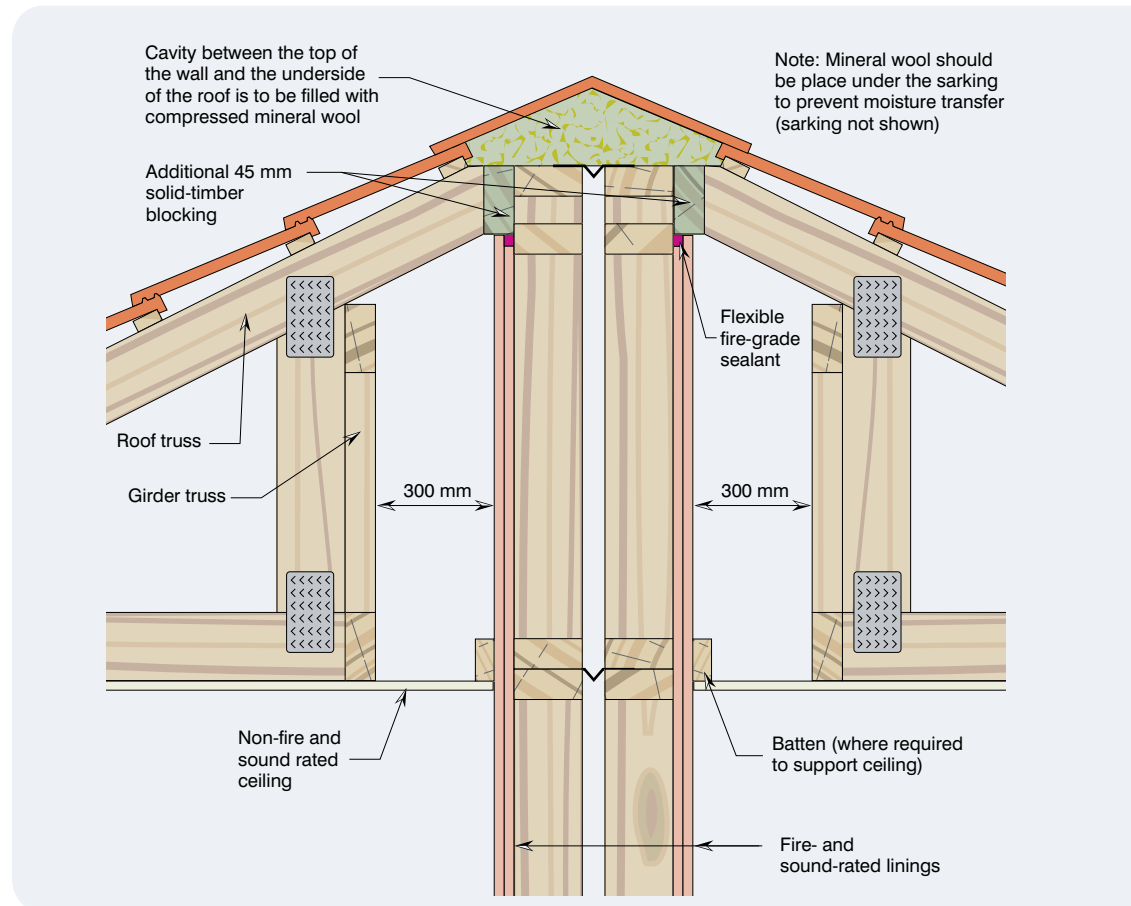 Cavity between the top of
the wall and the underside
of the roof is to be filled with
compressed mineral wool
Note: Mineral wool should
be place under the sarking
to prevent moisture transfer
(sarking not shown)
Additional 45 mm
solid-timber
blocking
Flexible
fire-grade
sealant
Roof truss
Girder truss
300 mm
300 mm
Non-fire and
sound rated
ceiling
Batten (where required
to support ceiling)
Fire- and
sound-rated linings